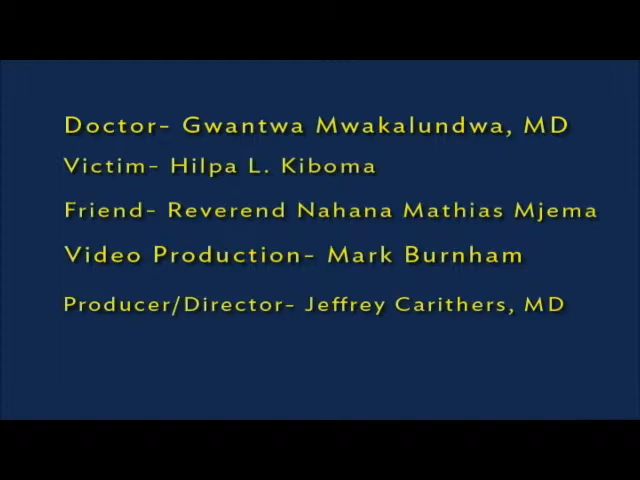 Doctor- Gwantwa Mwakalundwa, MD
Victim- Hilpa L. Kiboma
Friend- Reverend Nahana Mathias Mjema
Video Production- Mark Burnham
Producer/Director- Jeffrey Carithers, MD